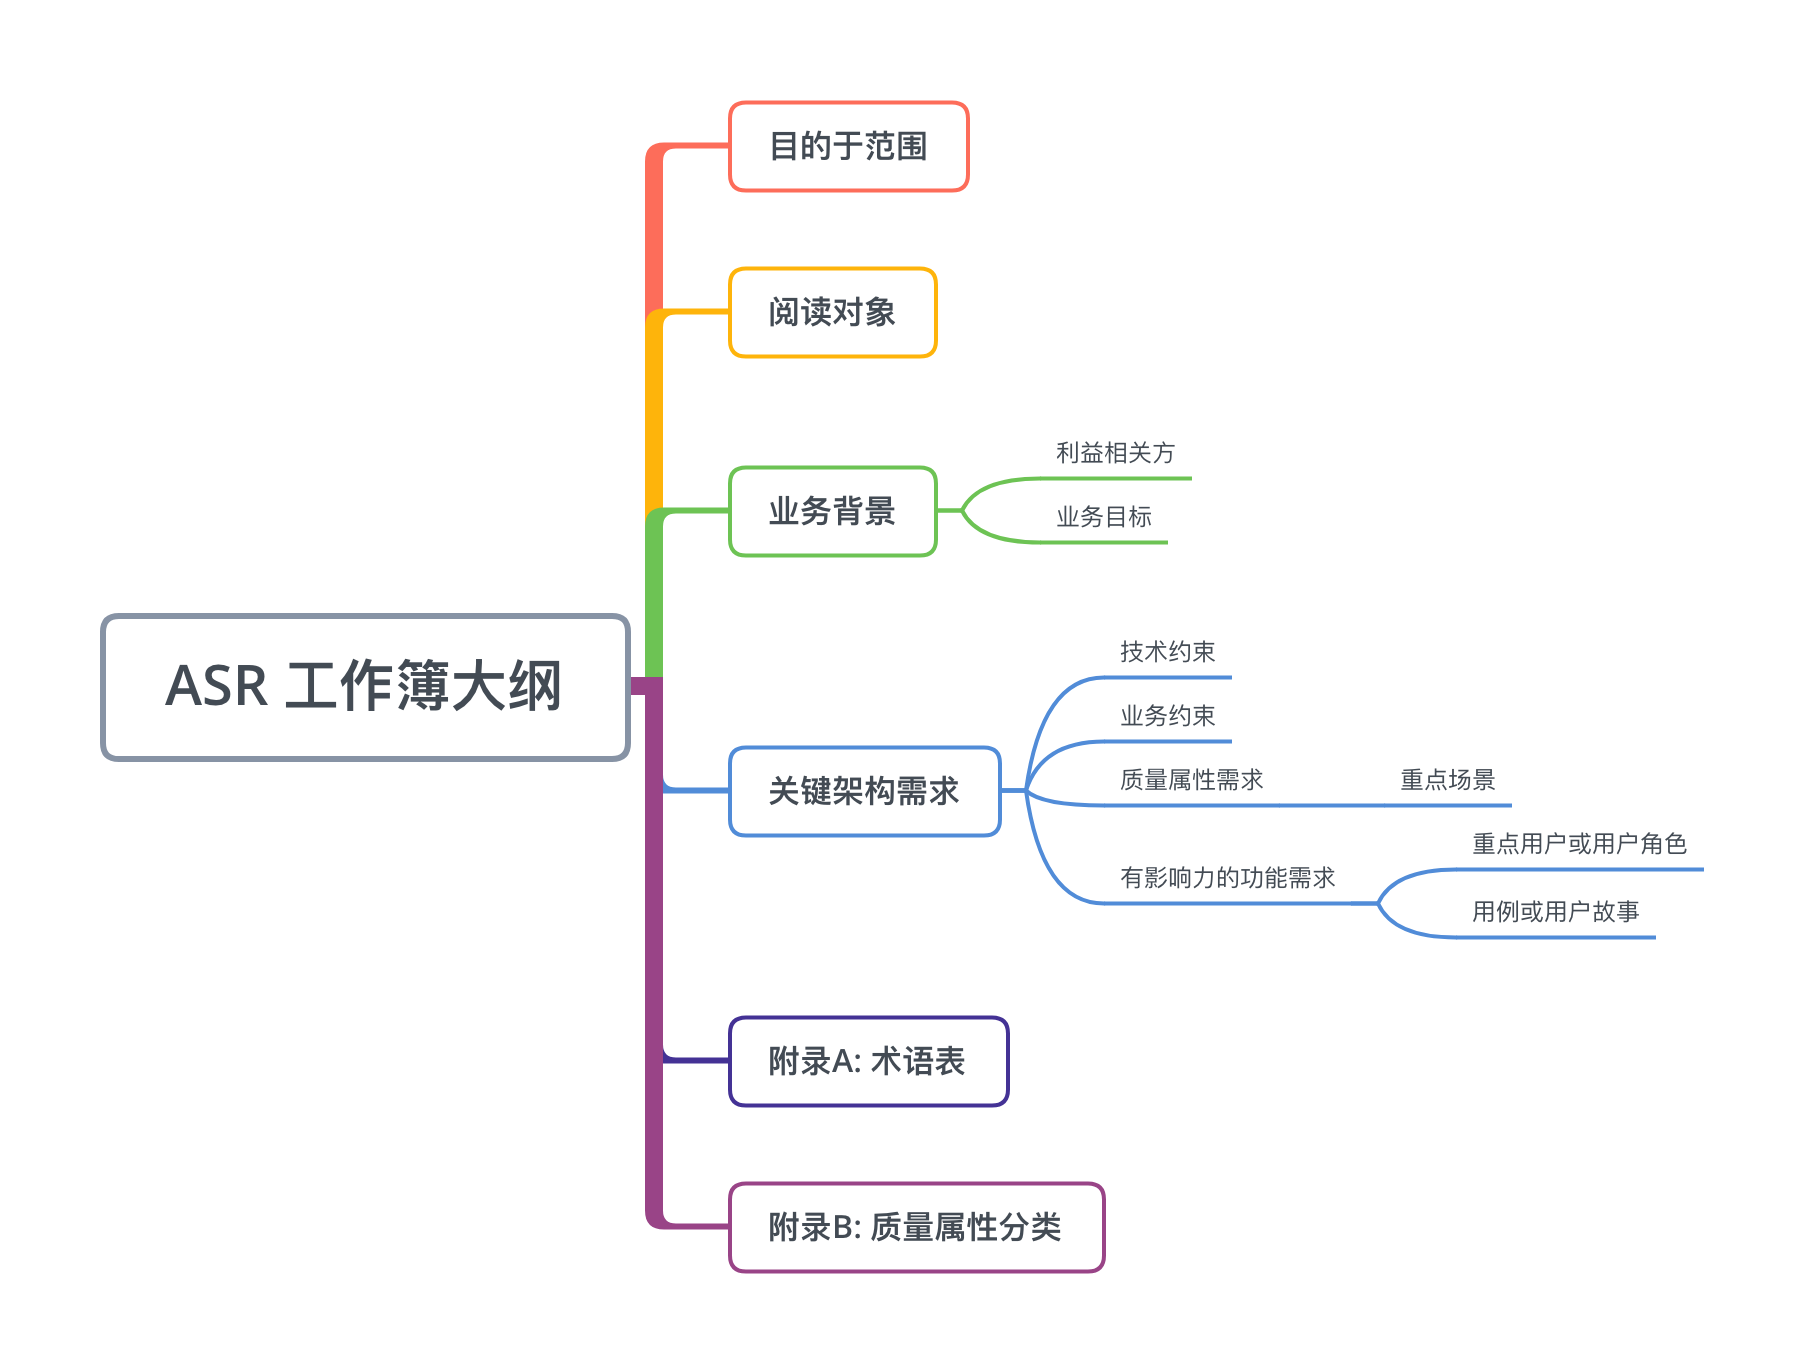 ASR 工作簿大纲
目的于范围
阅读对象
业务背景
利益相关方
业务目标
关键架构需求
技术约束
业务约束
质量属性需求
重点场景
有影响力的功能需求
重点用户或用户角色
用例或用户故事
附录A: 术语表
附录B: 质量属性分类